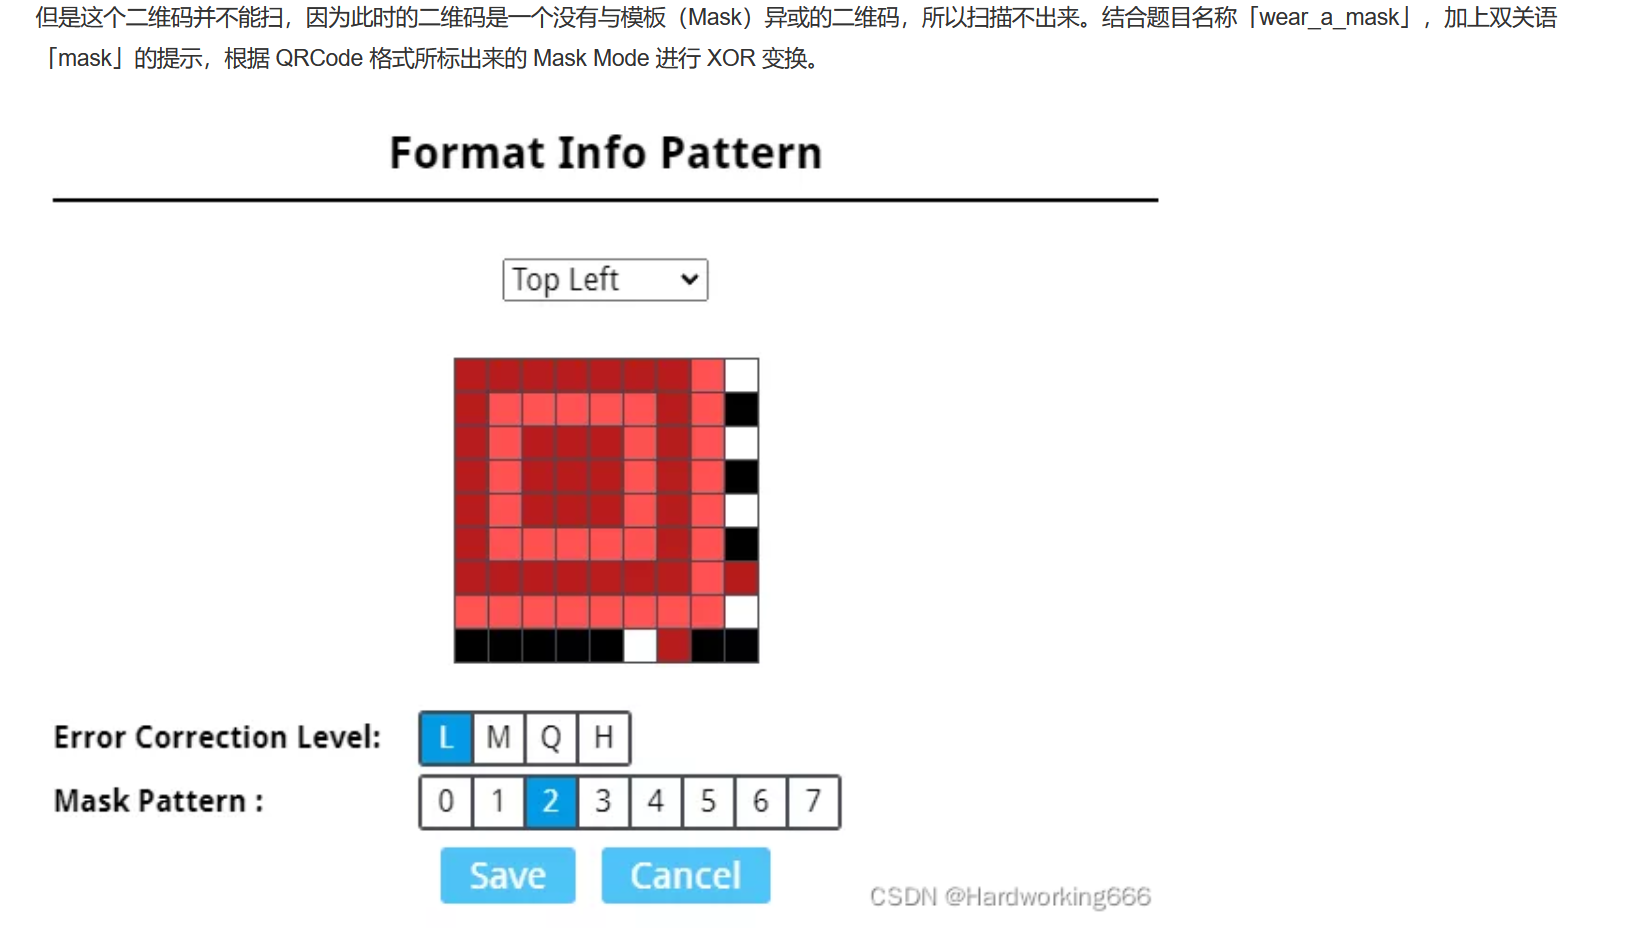 但是这个二维码并不能扫，因为此时的二维码是一个没有与模板（Mask）异或的二维码，所以扫描不出来。结合题目名称「wear_a_mask」，加上双关语
「mask」的提示，根据 QRCode 格式所标出来的 Mask Mode 进行 XOR 变换。
Format Info Pattern
Top Left
Error Correction Level: L M Q H
Mask Pattern : 0 1 2 3 4 5 6 7
Save Cancel
CSDN @Hardworking666